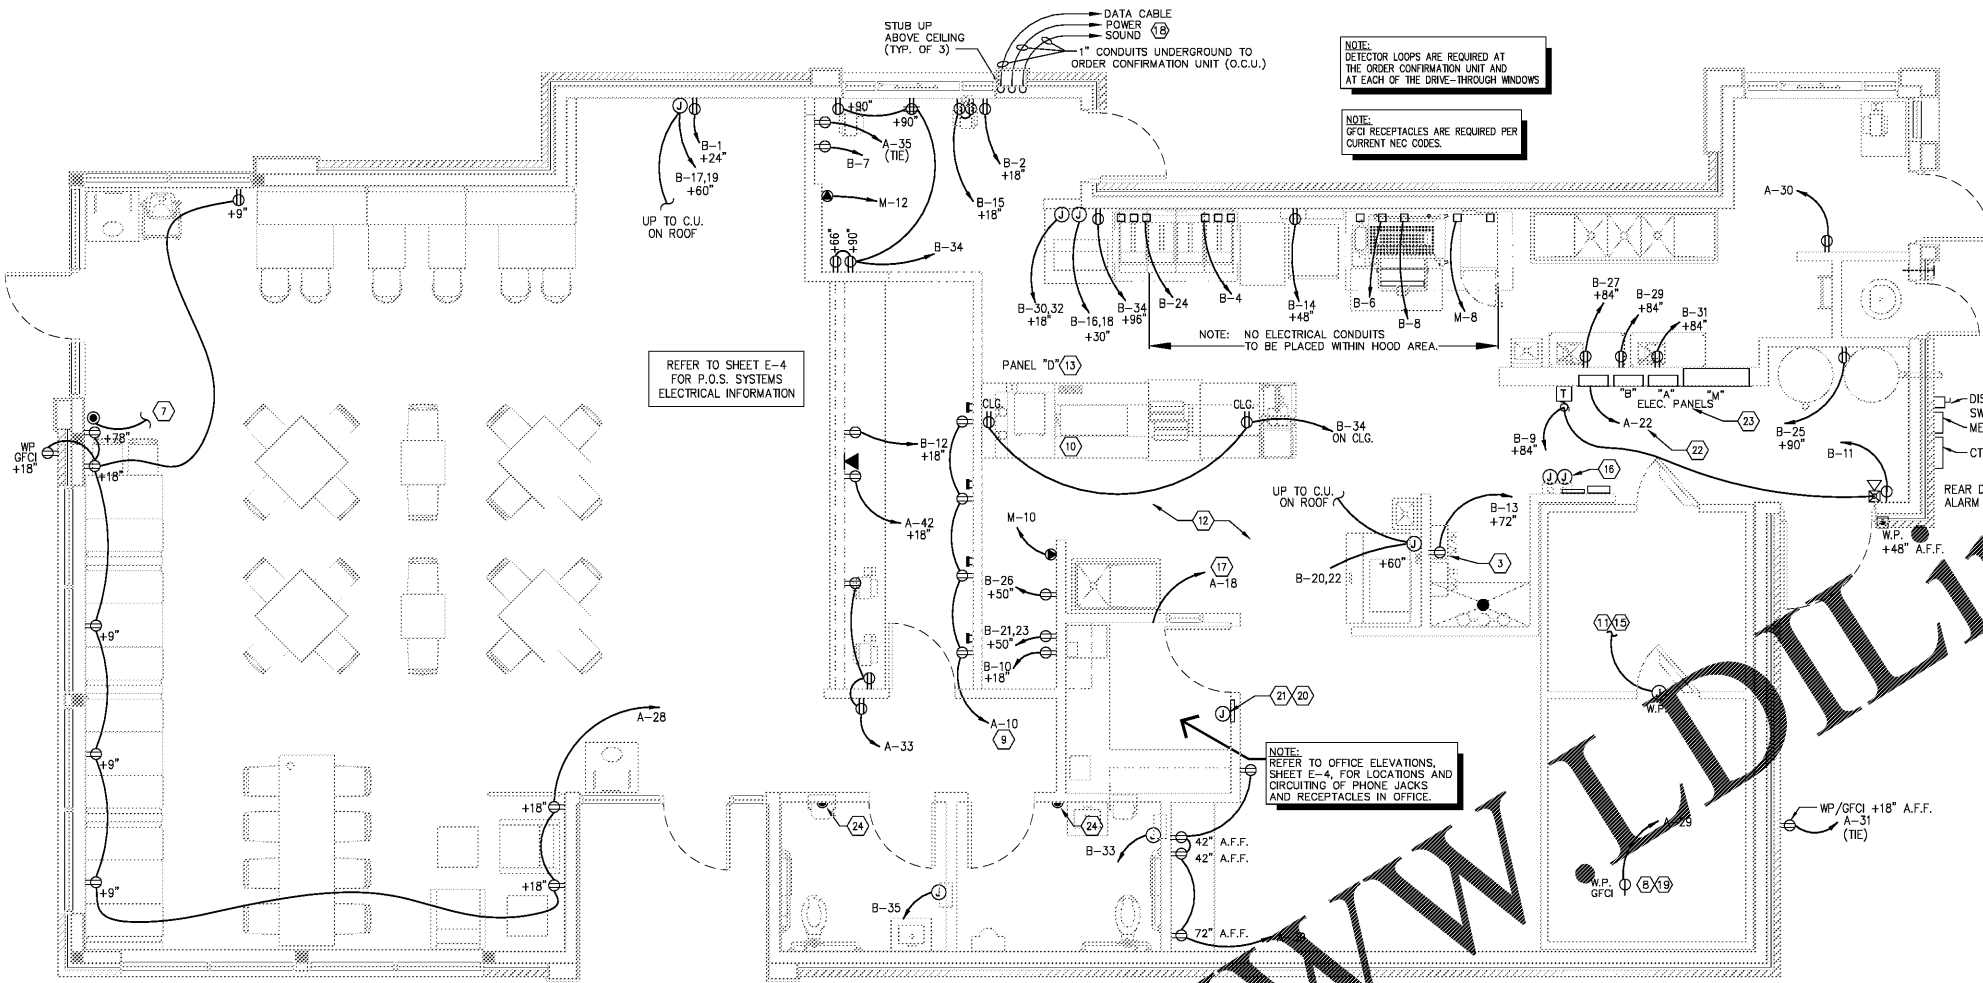 DATA CABLE
POWER 18
SOUND
STUB UP
ABOVE CEILING
(TYP. OF 3)
1" CONDUITS UNDERGROUND TO
ORDER CONFIRMATION UNIT (O.C.U.)
NOTE:
DETECTOR LOOPS ARE REQUIRED AT
THE ORDER CONFIRMATION UNIT AND
AT EACH OF THE DRIVE-THROUGH WINDOWS
NOTE:
GFCI RECEPTACLES ARE REQUIRED PER
CURRENT NEC CODES.
J
B-1
+24"
B-17,19
+60"
UP TO C.U.
ON ROOF
+90"
+90"
A-35
(TIE)
B-7
M-12
B-2
+18"
B-15
+18"
+66"
+90"
B-34
+9"
A-30
J
J
B-30,32
+18"
B-16,18
+30"
B-34
+96"
B-24
B-4
B-14
+48"
B-6
B-8
M-8
NOTE: NO ELECTRICAL CONDUITS
TO BE PLACED WITHIN HOOD AREA.
B-27
+84"
B-29
+84"
B-31
+84"
REFER TO SHEET E-4
FOR P.O.S. SYSTEMS
ELECTRICAL INFORMATION
PANEL "D" 13
CLG.
CLG.
10
B-34
ON CLG.
T
"B" "A" "M"
ELEC. PANELS
A-22
23
22
B-9
+84"
B-25
+90"
B-11
DIS
SW
ME
CT
REAR D
ALARM
W.P.
+48" A.F.F.
7
+78"
WP
GFCI
+18"
+18"
B-12
+18"
A-42
+18"
UP TO C.U.
ON ROOF
J
J
16
B-13
+72"
3
12
M-10
J
+60"
B-20,22
17
A-18
B-26
+50"
B-21,23
+50"
B-10
+18"
11 15
J
W.P.
+9"
A-28
A-33
A-10
9
J
21 20
NOTE:
REFER TO OFFICE ELEVATIONS,
SHEET E-4, FOR LOCATIONS AND
CIRCUITING OF PHONE JACKS
AND RECEPTACLES IN OFFICE.
+9"
+18"
24
24
J
B-33
42" A.F.F.
42" A.F.F.
WP/GFCI +18" A.F.F.
A-31
(TIE)
A-29
W.P.
GFCI
8 19
+9"
+18"
J
B-35
72" A.F.F.
WW.LDILI